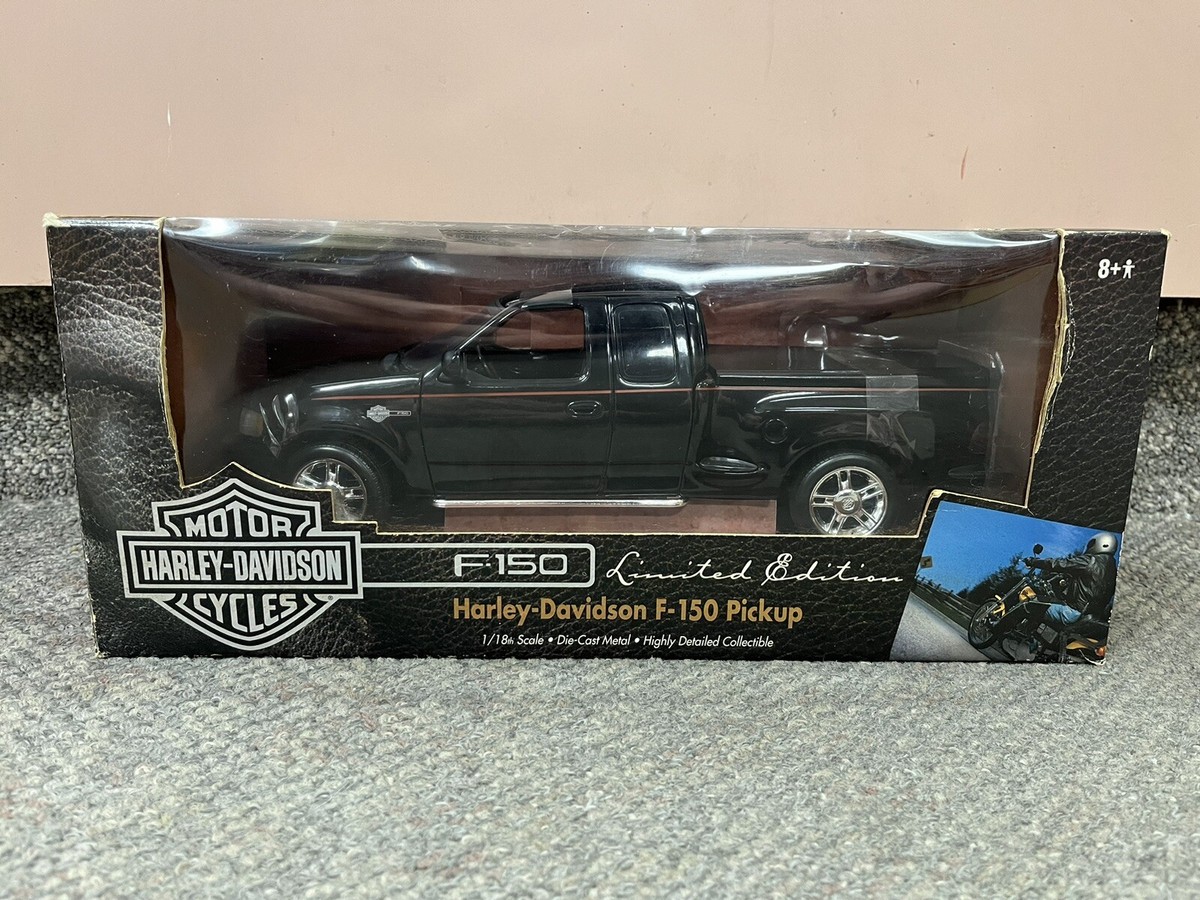 8+
MOTOR
HARLEY-DAVIDSON
CYCLES
®
F-150
Limited Edition
Harley-Davidson F-150 Pickup
1/18th Scale • Die-Cast Metal • Highly Detailed Collectible